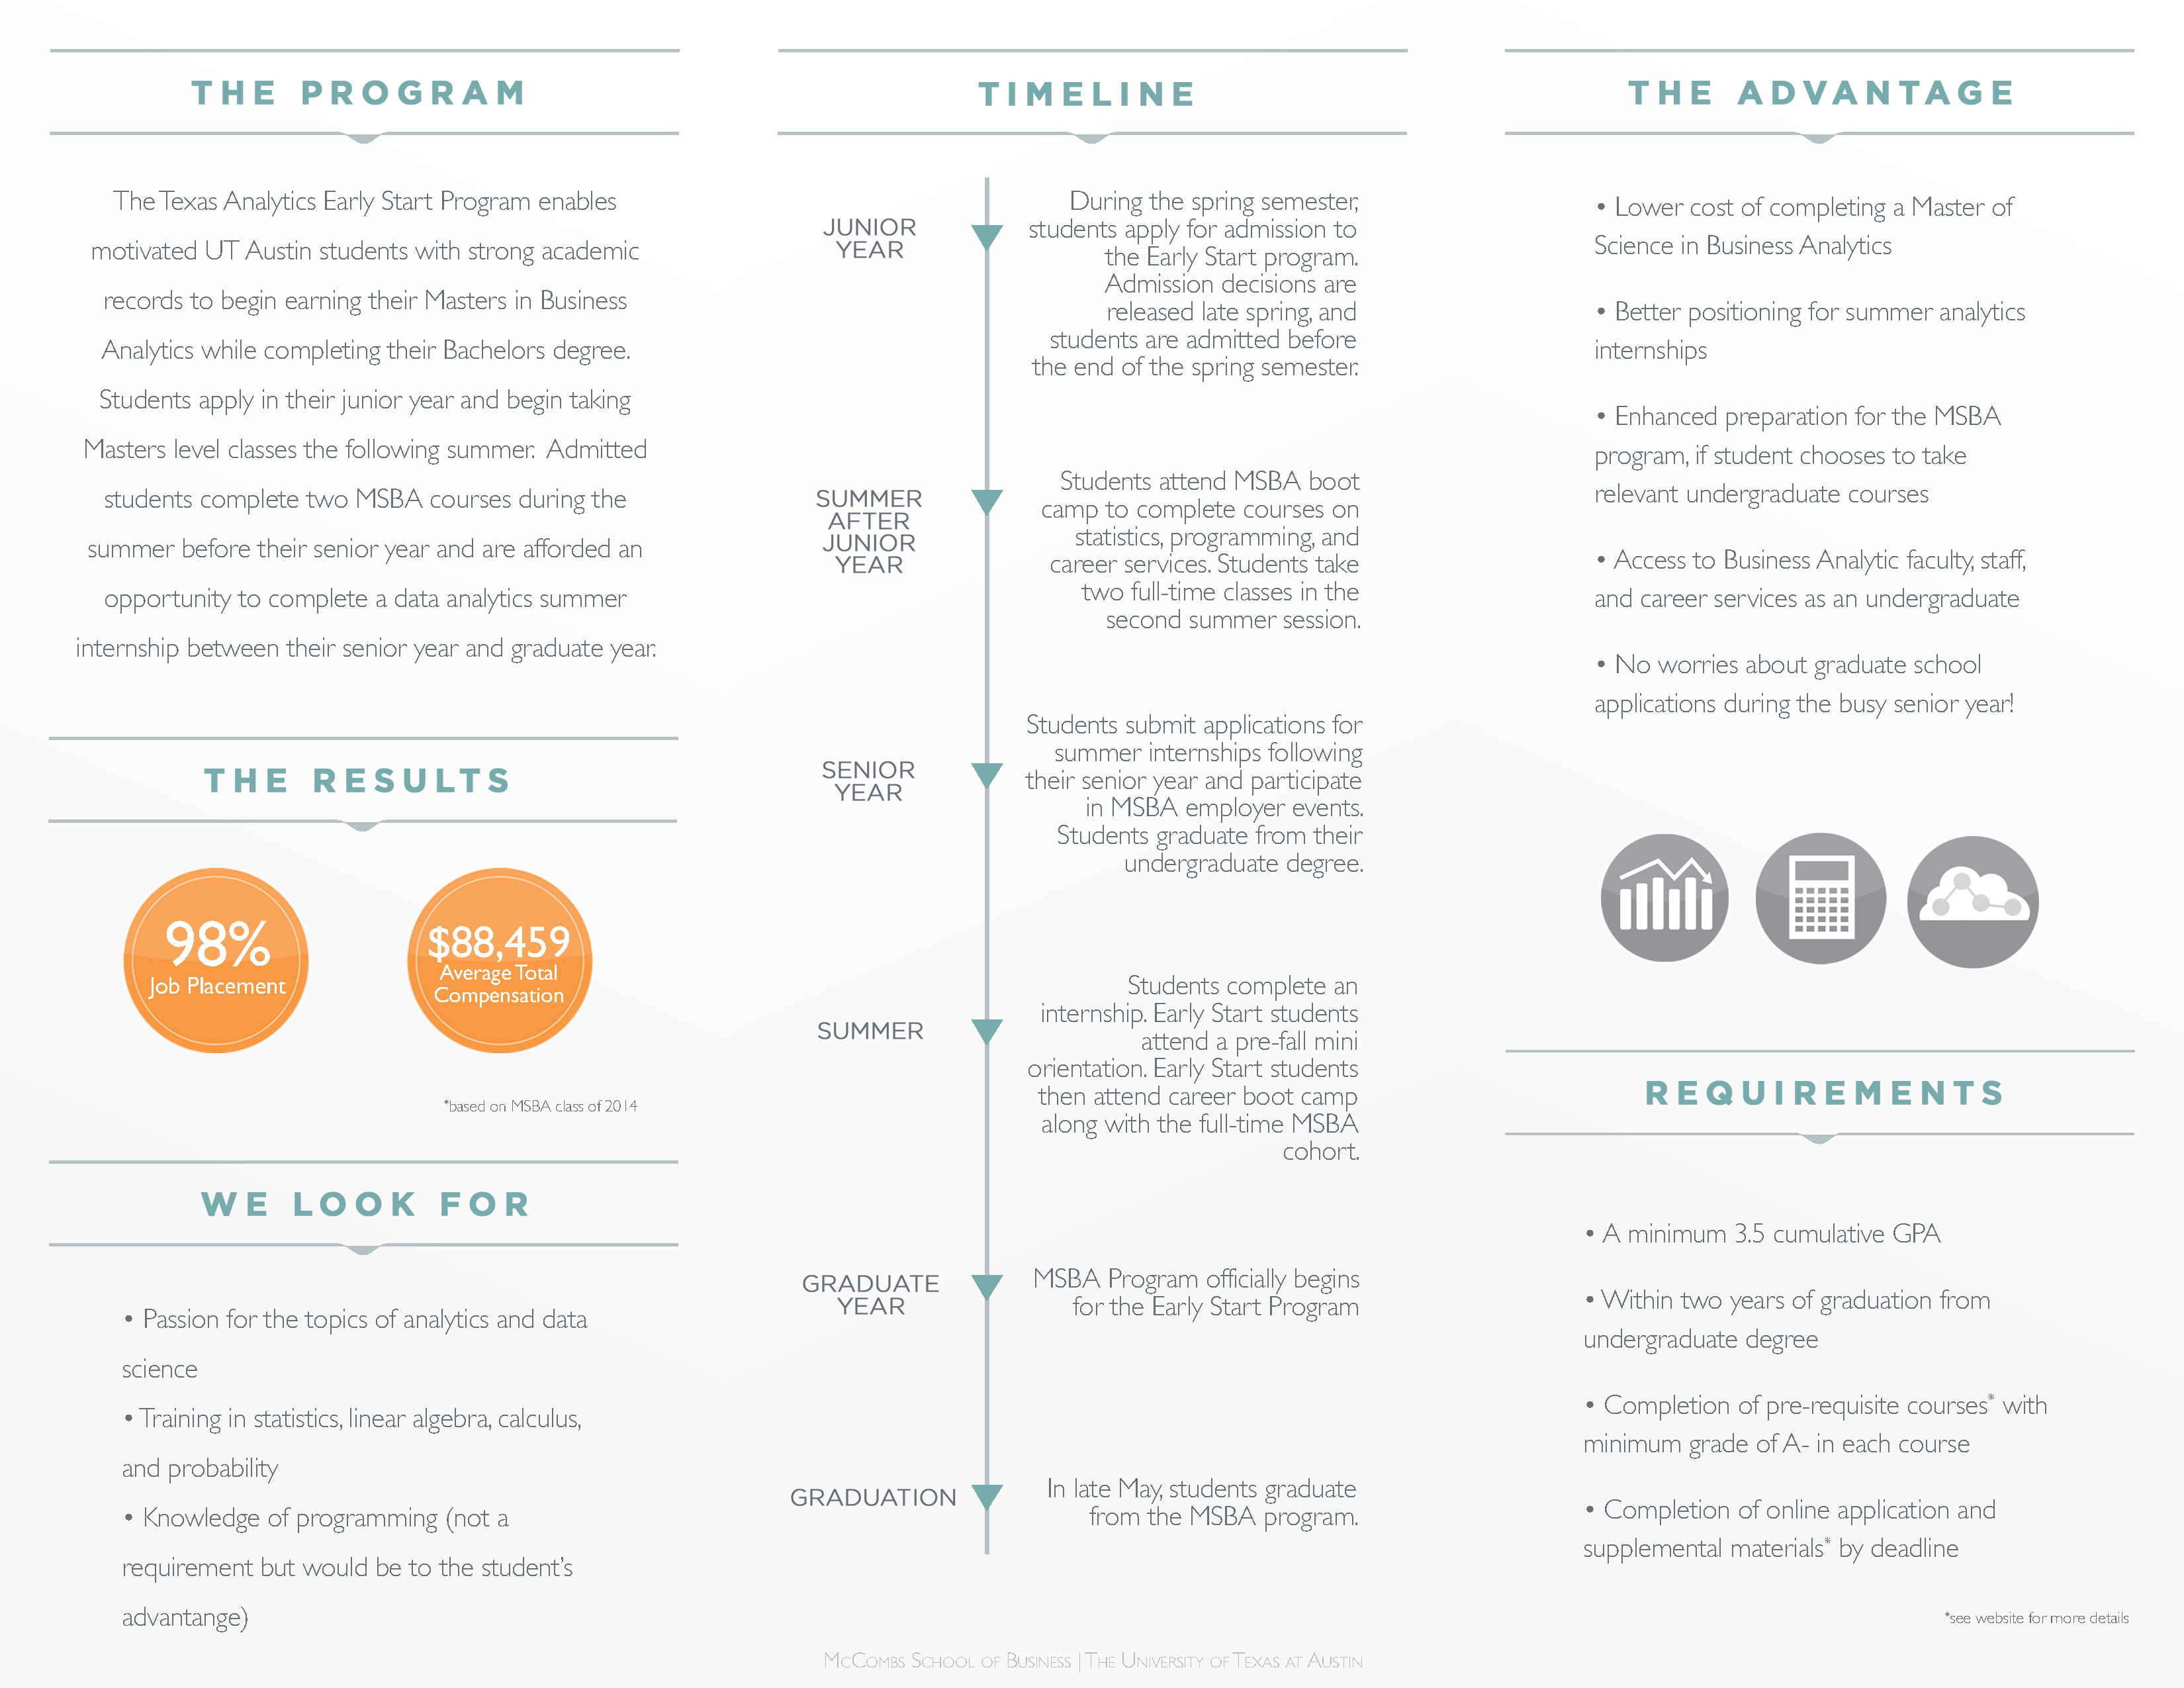 THE PROGRAM
The Texas Analytics Early Start Program enables
motivated UT Austin students with strong academic
records to begin earning their Masters in Business
Analytics while completing their Bachelors degree.
Students apply in their junior year and begin taking
Masters level classes the following summer. Admitted
students complete two MSBA courses during the
summer before their senior year and are afforded an
opportunity to complete a data analytics summer
internship between their senior year and graduate year.
THE RESULTS
98%
Job Placement
$88,459
Average Total
Compensation
*based on MSBA class of 2014
WE LOOK FOR
• Passion for the topics of analytics and data
science
• Training in statistics, linear algebra, calculus,
and probability
• Knowledge of programming (not a
requirement but would be to the student's
advantange)
TIMELINE
JUNIOR
YEAR
During the spring semester,
students apply for admission to
the Early Start program.
Admission decisions are
released late spring, and
students are admitted before
the end of the spring semester.
SUMMER
AFTER
JUNIOR
YEAR
Students attend MSBA boot
camp to complete courses on
statistics, programming, and
career services. Students take
two full-time classes in the
second summer session.
SENIOR
YEAR
Students submit applications for
summer internships following
their senior year and participate
in MSBA employer events.
Students graduate from their
undergraduate degree.
SUMMER
Students complete an
internship. Early Start students
attend a pre-fall mini
orientation. Early Start students
then attend career boot camp
along with the full-time MSBA
cohort.
GRADUATE
YEAR
MSBA Program officially begins
for the Early Start Program
GRADUATION
In late May, students graduate
from the MSBA program.
THE ADVANTAGE
• Lower cost of completing a Master of
Science in Business Analytics
• Better positioning for summer analytics
internships
• Enhanced preparation for the MSBA
program, if student chooses to take
relevant undergraduate courses
• Access to Business Analytic faculty, staff,
and career services as an undergraduate
• No worries about graduate school
applications during the busy senior year!
REQUIREMENTS
• A minimum 3.5 cumulative GPA
• Within two years of graduation from
undergraduate degree
• Completion of pre-requisite courses* with
minimum grade of A- in each course
• Completion of online application and
supplemental materials* by deadline
*see website for more details
McCombs School of Business | The University of Texas at Austin